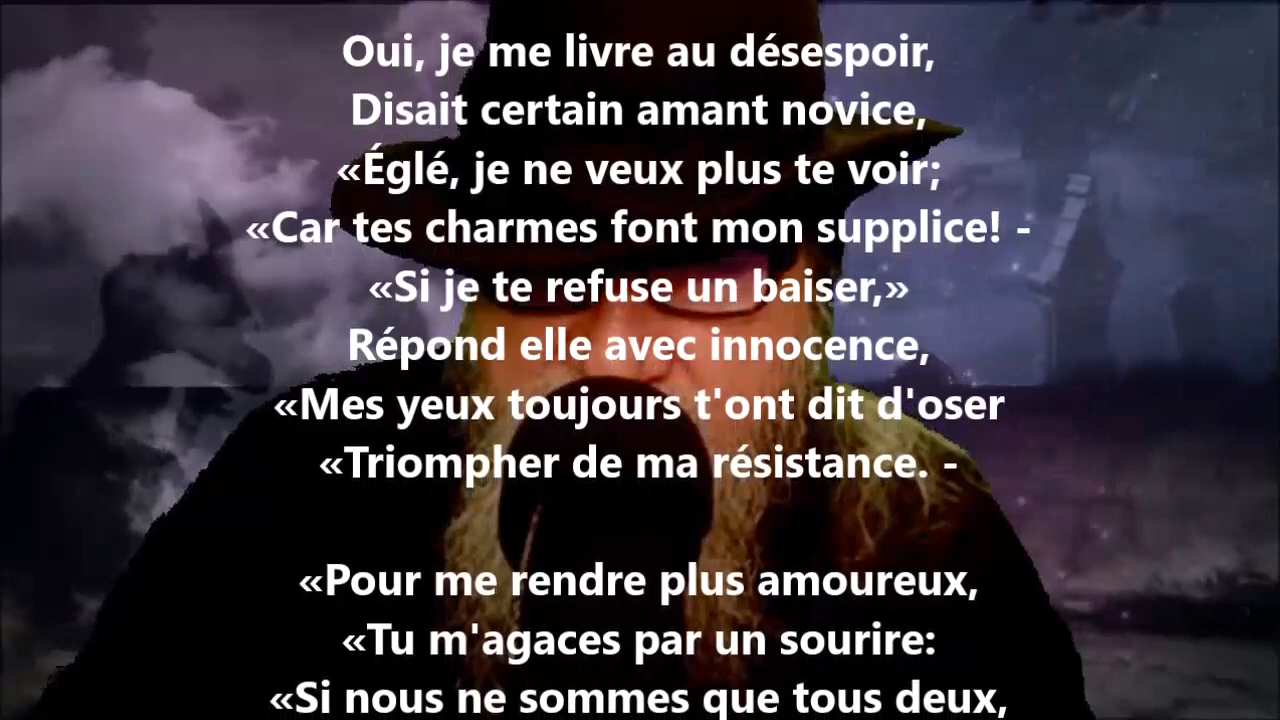 Oui, je me livre au désespoir,
Disait certain amant novice,
«Églé, je ne veux plus te voir;
«Car tes charmes font mon supplice! -
«Si je te refuse un baiser,»
Répond elle avec innocence,
«Mes yeux toujours t'ont dit d'oser
«Triompher de ma résistance. -
«Pour me rendre plus amoureux,
«Tu m'agaces par un sourire:
«Si nous ne sommes que tous deux,